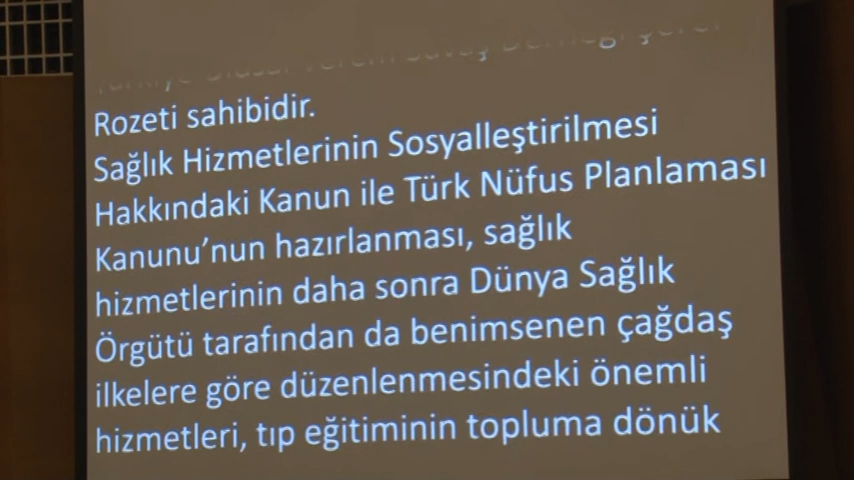 Rozeti sahibidir.
Sağlık Hizmetlerinin Sosyalleştirilmesi
Hakkındaki Kanun ile Türk Nüfus Planlaması
Kanunu’nun hazırlanması, sağlık
hizmetlerinin daha sonra Dünya Sağlık
Örgütü tarafından da benimsenen çağdaş
ilkelere göre düzenlenmesindeki önemli
hizmetleri, tıp eğitiminin topluma dönük